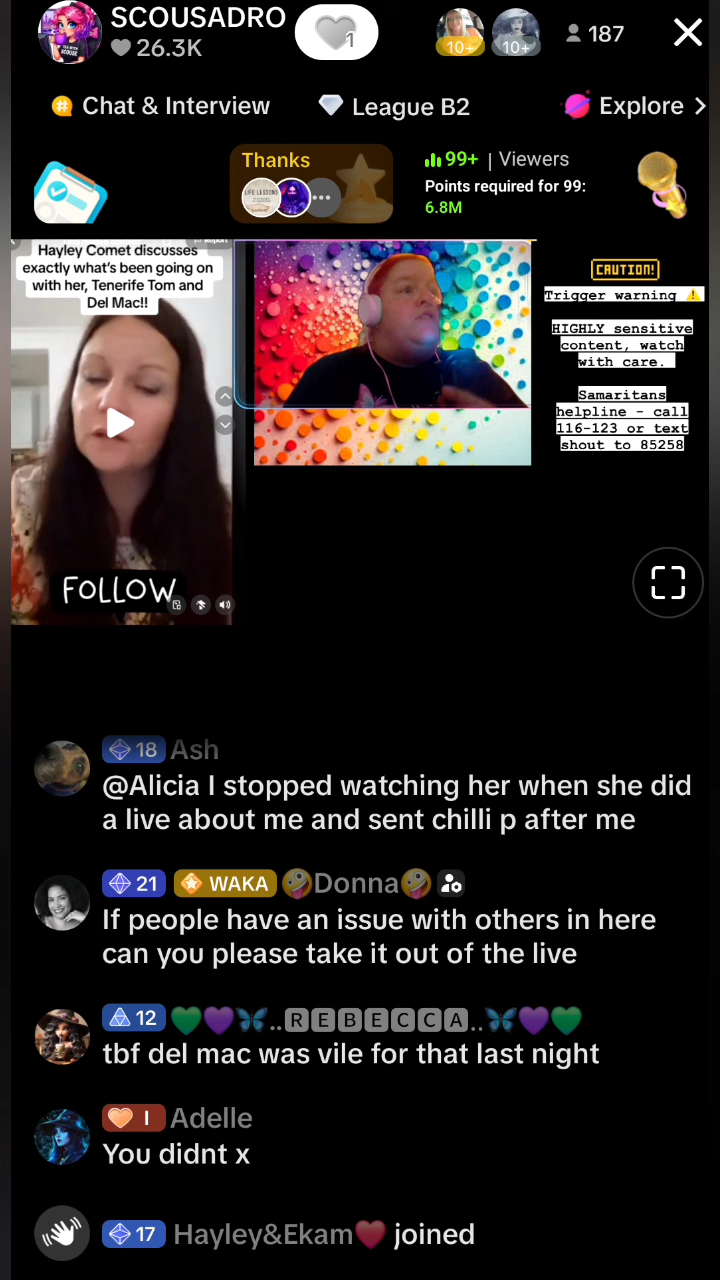 SCOUSADRO
26.3K
1
10+
10+
187
Chat & Interview
League B2
Explore
Thanks
99+ | Viewers
Points required for 99:
6.8M
Hayley Comet discusses
exactly what's been going on
with her, Tenerife Tom and
Del Mac!!
FOLLOW
CAUTION!
Trigger warning ⚠️
HIGHLY sensitive
content, watch
with care.
Samaritans
helpline - call
116-123 or text
shout to 85258
18 Ash
@Alicia I stopped watching her when she did
a live about me and sent chilli p after me
21 WAKA 🤪Donna🤪
If people have an issue with others in here
can you please take it out of the live
12 💚💜🦋..🆁🅴🅱🅴🅲🅲🅰..🦋💜💚
tbf del mac was vile for that last night
I Adelle
You didnt x
17 Hayley&Ekam❤️ joined